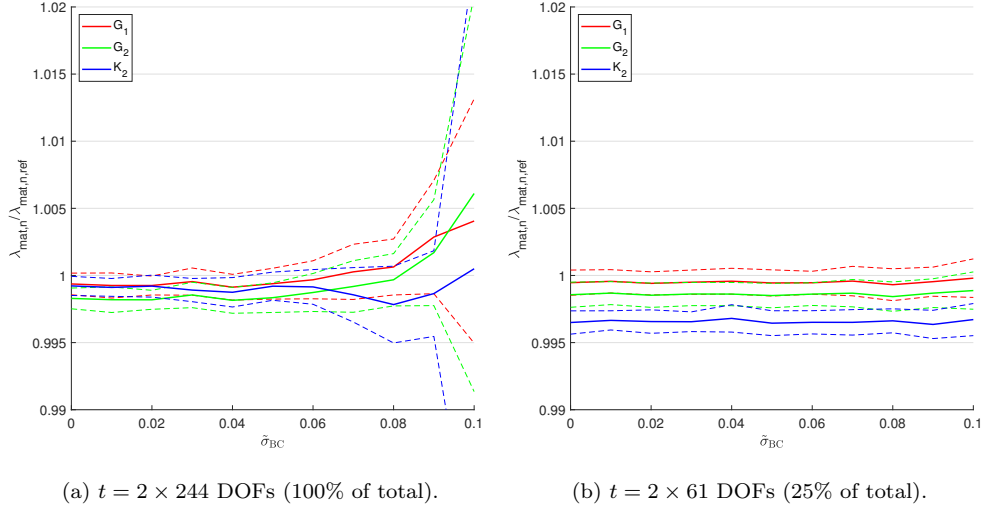 1.02
1.015
1.01
1.005
1
0.995
0.99
λmat,n/λmat,n,ref
G1
G2
K2
0 0.02 0.04 0.06 0.08 0.1
σ̃BC
(a) t = 2 × 244 DOFs (100% of total).
1.02
1.015
1.01
1.005
1
0.995
0.99
λmat,n/λmat,n,ref
G1
G2
K2
0 0.02 0.04 0.06 0.08 0.1
σ̃BC
(b) t = 2 × 61 DOFs (25% of total).